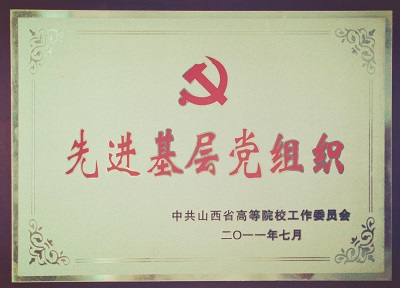 先进基层党组织
中共山西省高等院校工作委员会
二〇一一年七月